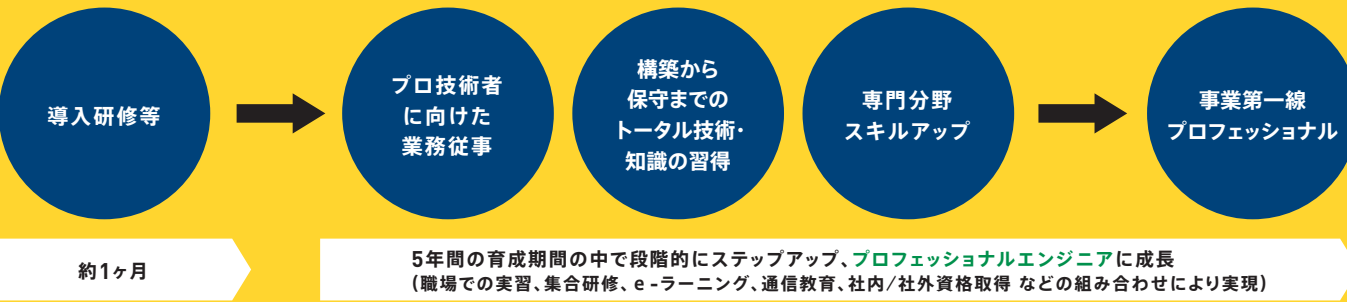 導入研修等
プロ技術者
に向けた
業務従事
構築から
保守までの
トータル技術・
知識の習得
専門分野
スキルアップ
事業第一線
プロフェッショナル
約1ヶ月
5年間の育成期間の中で段階的にステップアップ、プロフェッショナルエンジニアに成長
(職場での実習、集合研修、e-ラーニング、通信教育、社内/社外資格取得 などの組み合わせにより実現)